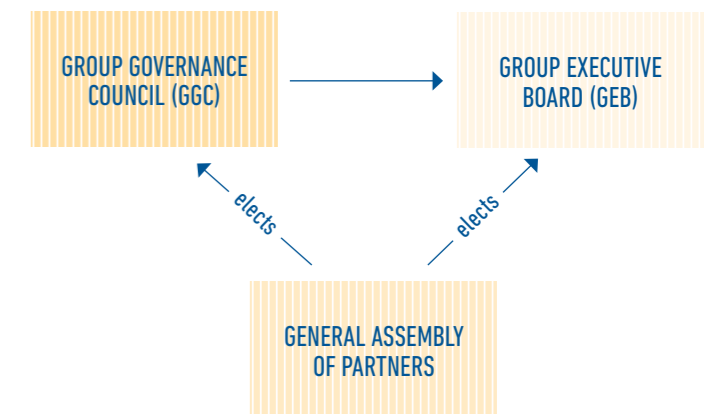 GROUP GOVERNANCE
COUNCIL (GGC)
GROUP EXECUTIVE
BOARD (GEB)
elects
elects
GENERAL ASSEMBLY
OF PARTNERS